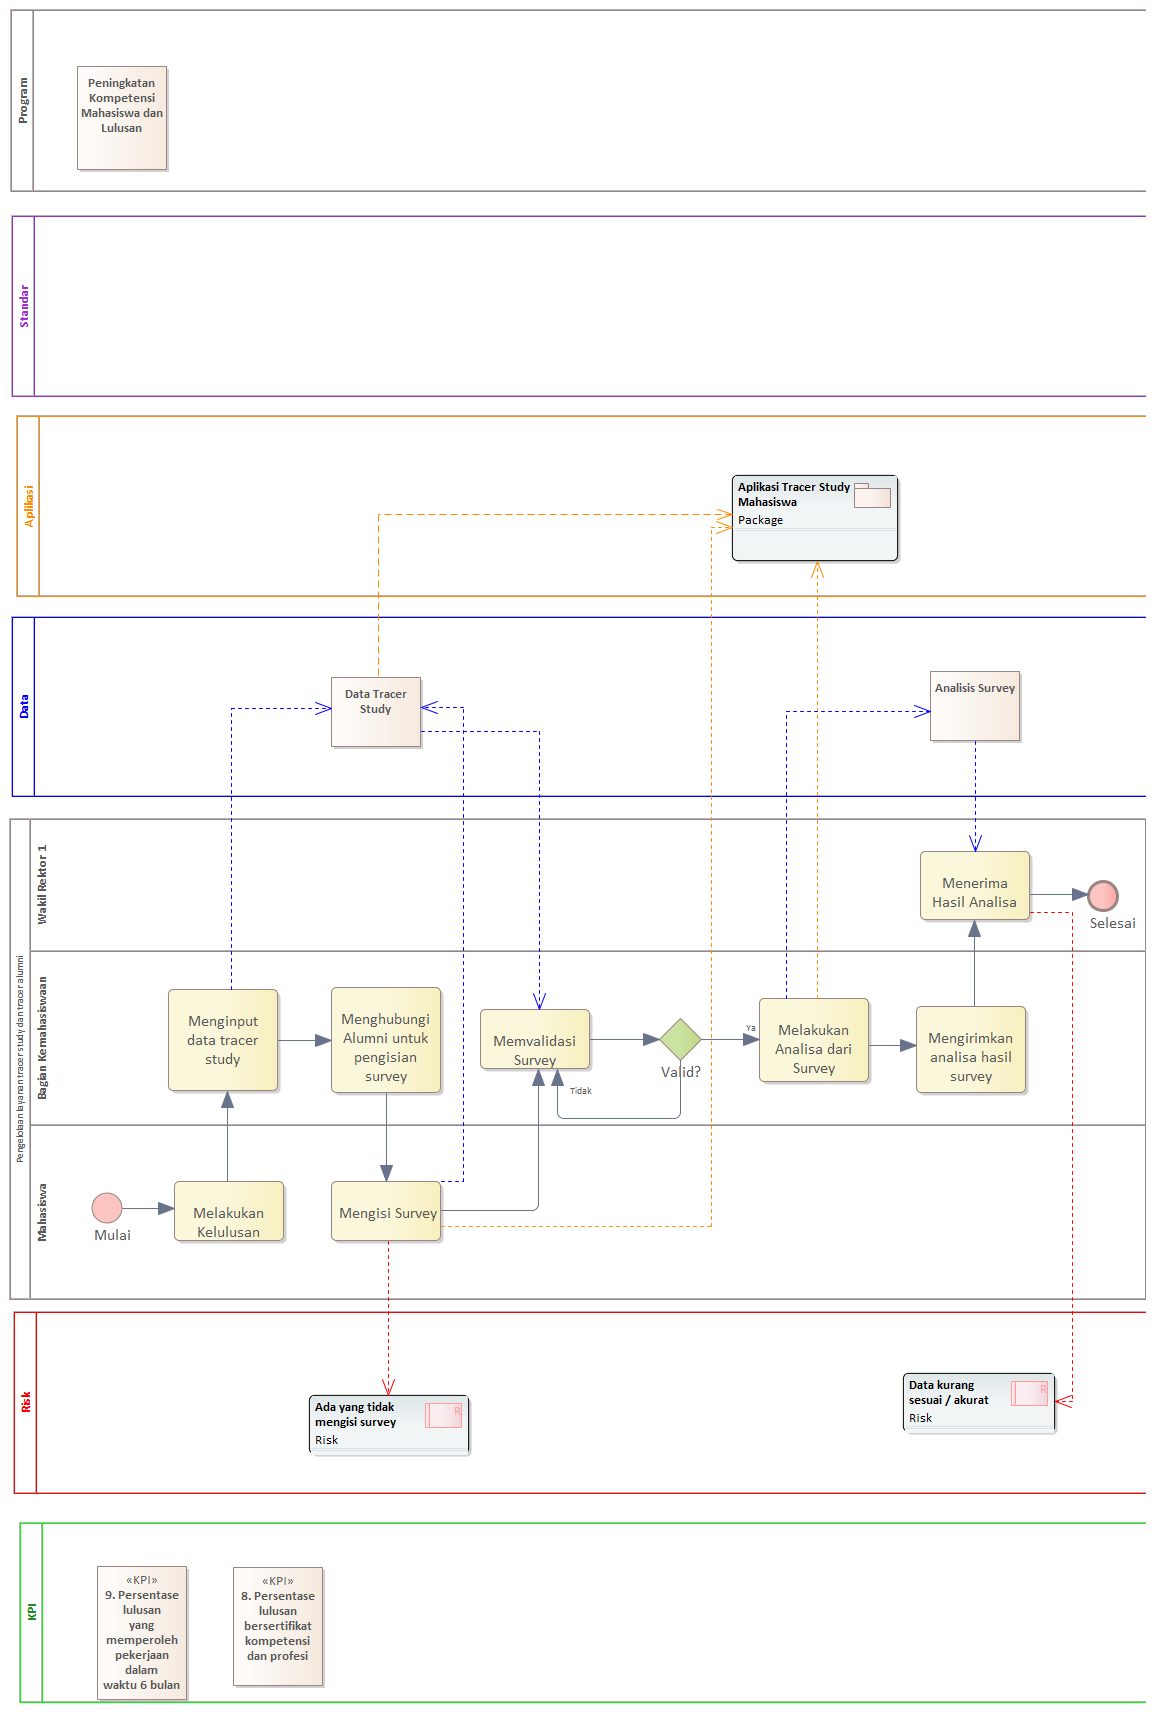 Program
Peningkatan
Kompetensi
Mahasiswa dan
Lulusan
Standar
Aplikasi
Aplikasi Tracer Study
Mahasiswa
Package
Data
Data Tracer
Study
Analisis Survey
Pengelolaan layanan tracer study dan tracer alumni
Wakil Rektor 1
Menerima
Hasil Analisa
Selesai
Bagian Kemahasiswaan
Menginput
data tracer
study
Menghubungi
Alumni untuk
pengisian
survey
Memvalidasi
Survey
Tidak
Valid?
Ya
Melakukan
Analisa dari
Survey
Mengirimkan
analisa hasil
survey
Mahasiswa
Mulai
Melakukan
Kelulusan
Mengisi Survey
Risk
Ada yang tidak
mengisi survey
Risk
R
Data kurang
sesuai / akurat
Risk
R
KPI
«KPI»
9. Persentase
lulusan
yang
memperoleh
pekerjaan
dalam
waktu 6 bulan
«KPI»
8. Persentase
lulusan
bersertifikat
kompetensi
dan profesi